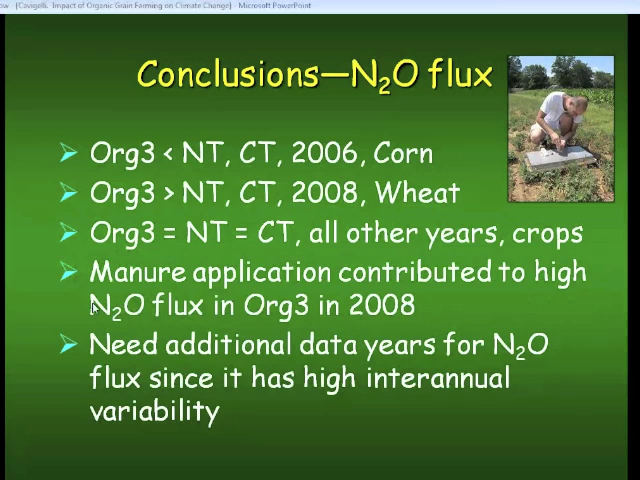 ow - [Cavigelli. Impact of Organic Grain Farming on Climate Change] - Microsoft PowerPoint
Conclusions—N₂O flux
Org3 < NT, CT, 2006, Corn
Org3 > NT, CT, 2008, Wheat
Org3 = NT = CT, all other years, crops
Manure application contributed to high
N₂O flux in Org3 in 2008
Need additional data years for N₂O
flux since it has high interannual
variability